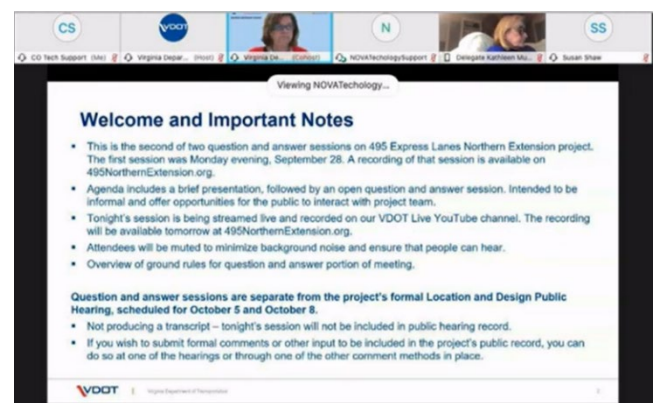 CS
VDOT
N
SS
CO Tech Support (Me)
Virginia Depar... (Host)
Virginia De... (Cohost)
NOVATechologySupport
Delegate Kathleen Mu...
Susan Shaw
Viewing NOVATechology...
Welcome and Important Notes
▪ This is the second of two question and answer sessions on 495 Express Lanes Northern Extension project.
The first session was Monday evening, September 28. A recording of that session is available on
495NorthernExtension.org.
▪ Agenda includes a brief presentation, followed by an open question and answer session. Intended to be
informal and offer opportunities for the public to interact with project team.
▪ Tonight's session is being streamed live and recorded on our VDOT Live YouTube channel. The recording
will be available tomorrow at 495NorthernExtension.org.
▪ Attendees will be muted to minimize background noise and ensure that people can hear.
▪ Overview of ground rules for question and answer portion of meeting.
Question and answer sessions are separate from the project's formal Location and Design Public
Hearing, scheduled for October 5 and October 8.
▪ Not producing a transcript – tonight's session will not be included in public hearing record.
▪ If you wish to submit formal comments or other input to be included in the project's public record, you can
do so at one of the hearings or through one of the other comment methods in place.
VDOT | Virginia Department of Transportation